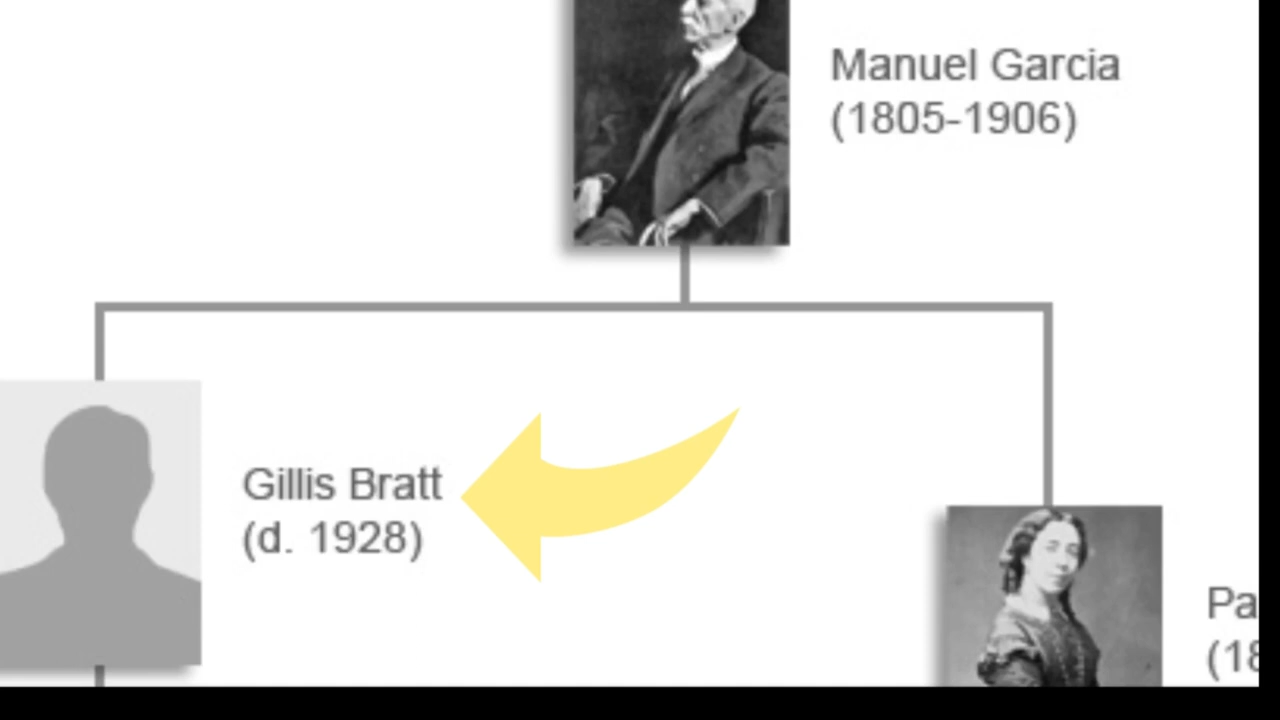 Manuel Garcia
(1805-1906)
Gillis Bratt
(d. 1928)